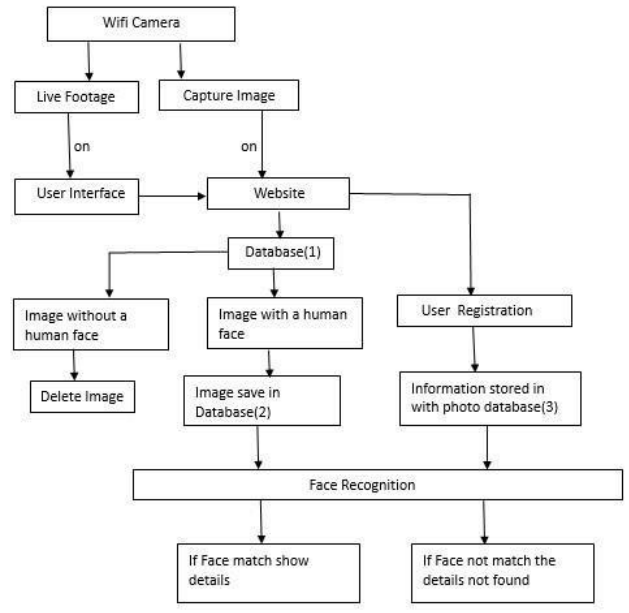 Wifi Camera
Live Footage
Capture Image
on
on
User Interface
Website
Database(1)
Image without a
human face
Image with a human
face
User Registration
Delete Image
Image save in
Database(2)
Information stored in
with photo database(3)
Face Recognition
If Face match show
details
If Face not match the
details not found